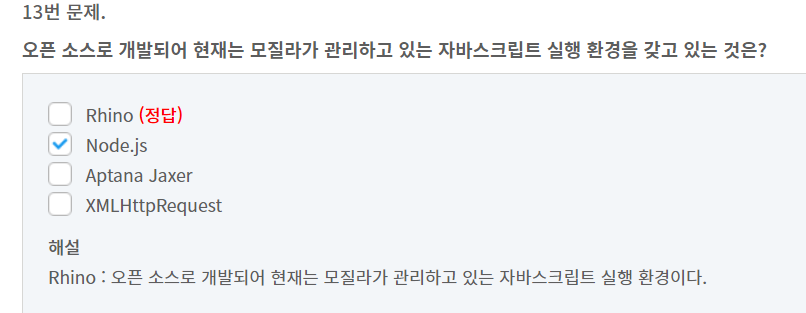 13번 문제.
오픈 소스로 개발되어 현재는 모질라가 관리하고 있는 자바스크립트 실행 환경을 갖고 있는 것은?
Rhino (정답)
Node.js
Aptana Jaxer
XMLHttpRequest
해설
Rhino : 오픈 소스로 개발되어 현재는 모질라가 관리하고 있는 자바스크립트 실행 환경이다.